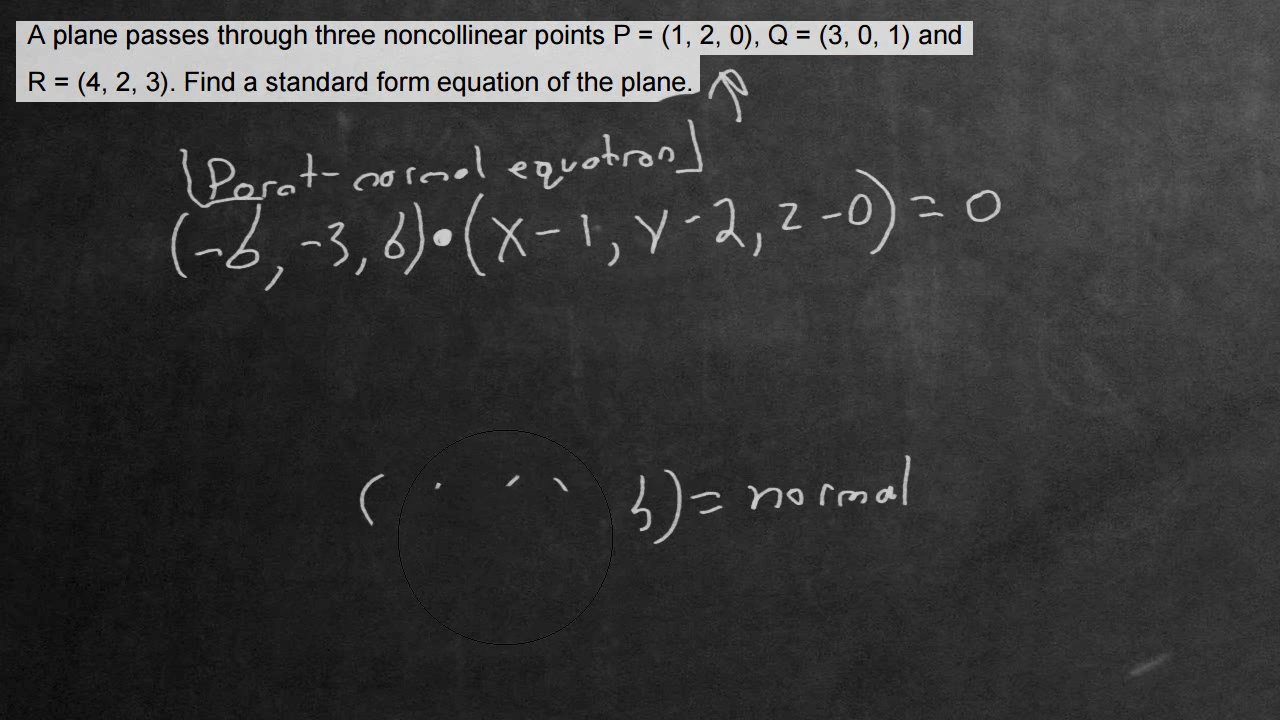 A plane passes through three noncollinear points P = (1, 2, 0), Q = (3, 0, 1) and
R = (4, 2, 3). Find a standard form equation of the plane.
[Point-normal equation]
(-6, -3, 6)•(x-1, y-2, z-0) = 0
( ) = normal